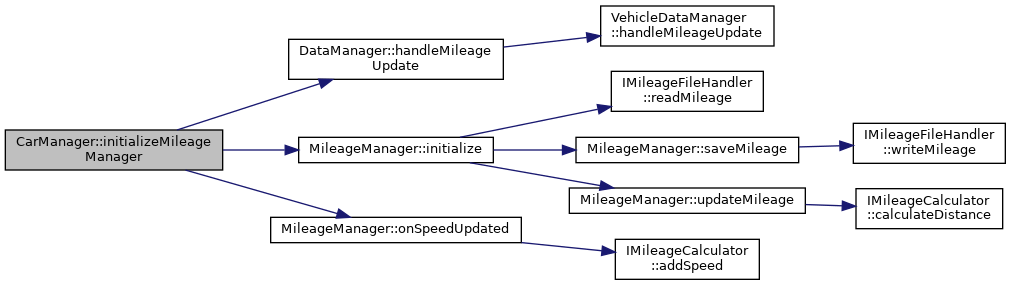 CarManager::initializeMileage
Manager
DataManager::handleMileage
Update
VehicleDataManager
::handleMileageUpdate
MileageManager::initialize
IMileageFileHandler
::readMileage
MileageManager::saveMileage
IMileageFileHandler
::writeMileage
MileageManager::updateMileage
IMileageCalculator
::calculateDistance
MileageManager::onSpeedUpdated
IMileageCalculator
::addSpeed